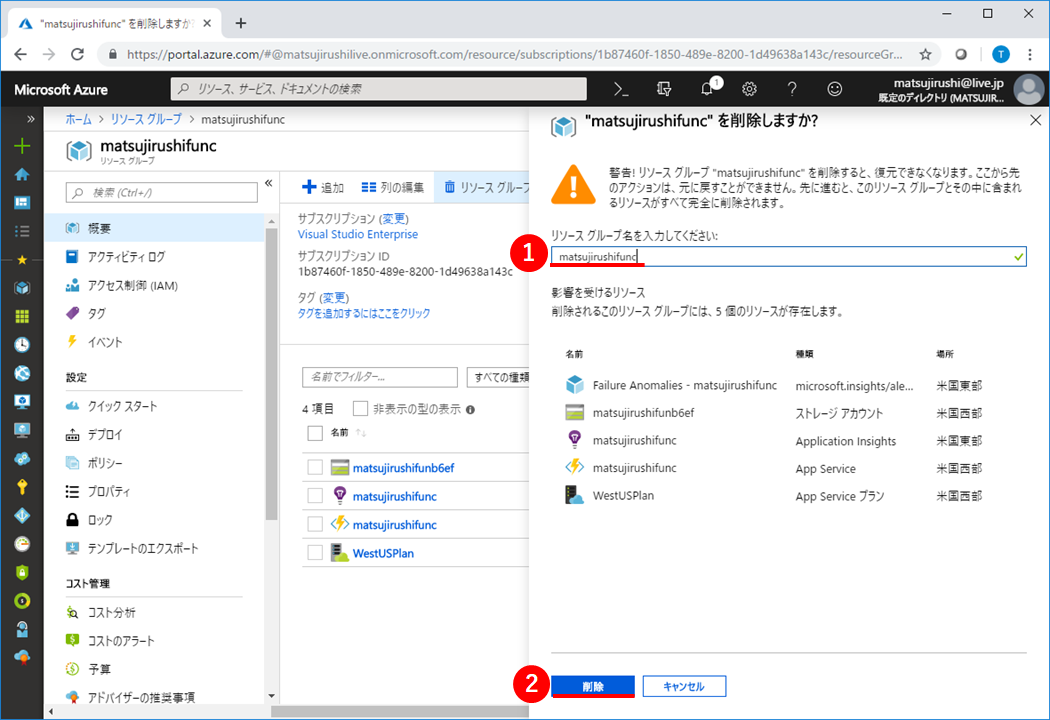 "matsujirushifunc" を削除しますか?
https://portal.azure.com/#@matsujirushilive.onmicrosoft.com/resource/subscriptions/1b87460f-1850-489e-8200-1d49638a143c/resourceGr...
T
Microsoft Azure
リソース、サービス、ドキュメントの検索
1
matsujirushi@live.jp
既定のディレクトリ (MATSUJIR...
ホーム > リソース グループ > matsujirushifunc
matsujirushifunc
リソース グループ
検索 (Ctrl+/)
概要
アクティビティ ログ
アクセス制御 (IAM)
タグ
イベント
設定
クイック スタート
デプロイ
ポリシー
プロパティ
ロック
テンプレートのエクスポート
コスト管理
コスト分析
コストのアラート
予算
アドバイザーの推奨事項
追加
列の編集
リソース グループ
サブスクリプション (変更)
Visual Studio Enterprise
サブスクリプション ID
1b87460f-1850-489e-8200-1d49638a143c
タグ (変更)
タグを追加するにはここをクリック
名前でフィルター...
すべての種類
4 項目
非表示の型の表示
名前
matsujirushifunb6ef
matsujirushifunc
matsujirushifunc
WestUSPlan
"matsujirushifunc" を削除しますか?
警告! リソース グループ "matsujirushifunc" を削除すると、復元できなくなります。ここから先
のアクションは、元に戻すことができません。先に進むと、このリソース グループとその中に含まれ
るリソースがすべて完全に削除されます。
リソース グループ名を入力してください:
1
matsujirushifunc
影響を受けるリソース
削除されるこのリソース グループには、5 個のリソースが存在します。
名前 種類 場所
Failure Anomalies - matsujirushifunc microsoft.insights/ale... 米国東部
matsujirushifunb6ef ストレージ アカウント 米国西部
matsujirushifunc Application Insights 米国東部
matsujirushifunc App Service 米国西部
WestUSPlan App Service プラン 米国西部
2
削除
キャンセル